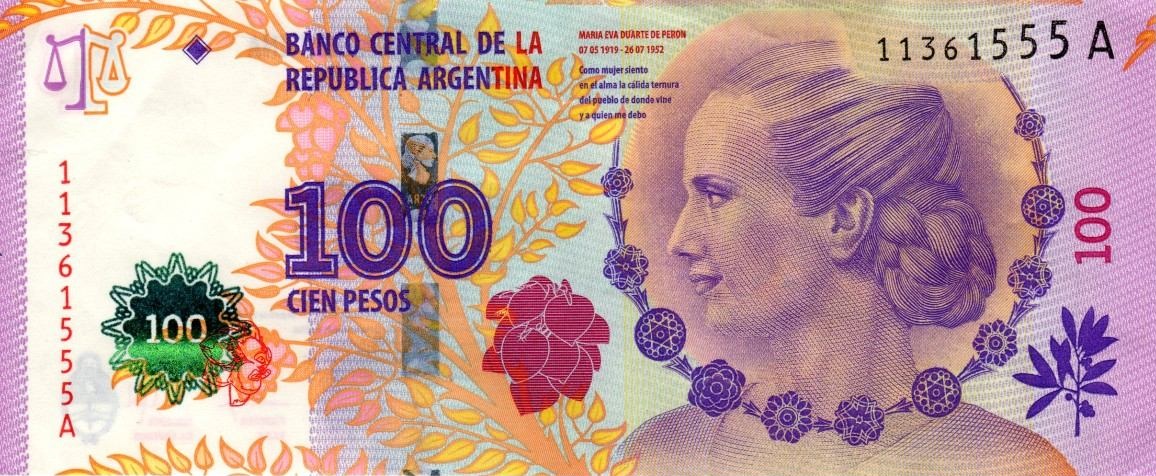 BANCO CENTRAL DE LA
REPUBLICA ARGENTINA
MARIA EVA DUARTE DE PERON
07 05 1919 - 26 07 1952
Como mujer siento
en el alma la cálida ternura
del pueblo de donde vine
y a quien me debo
11361555 A
11361555A
100
CIEN PESOS
100
100